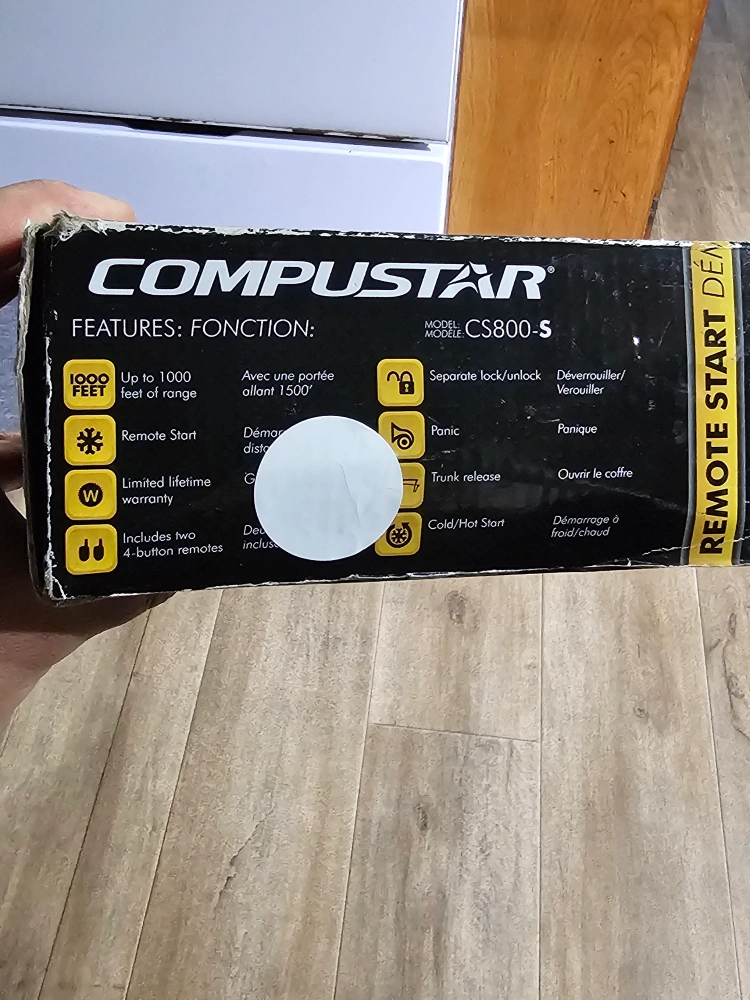 COMPUSTAR®
FEATURES: FONCTION:
MODEL:
MODÈLE:
CS800-S
1000
FEET
Up to 1000
feet of range
Avec une portée
allant 1500'
Remote Start
W
Limited lifetime
warranty
Includes two
4-button remotes
Separate lock/unlock
Déverrouiller/
Verouiller
Panic
Panique
Trunk release
Ouvrir le coffre
Cold/Hot Start
Démarrage à
froid/chaud
REMOTE START